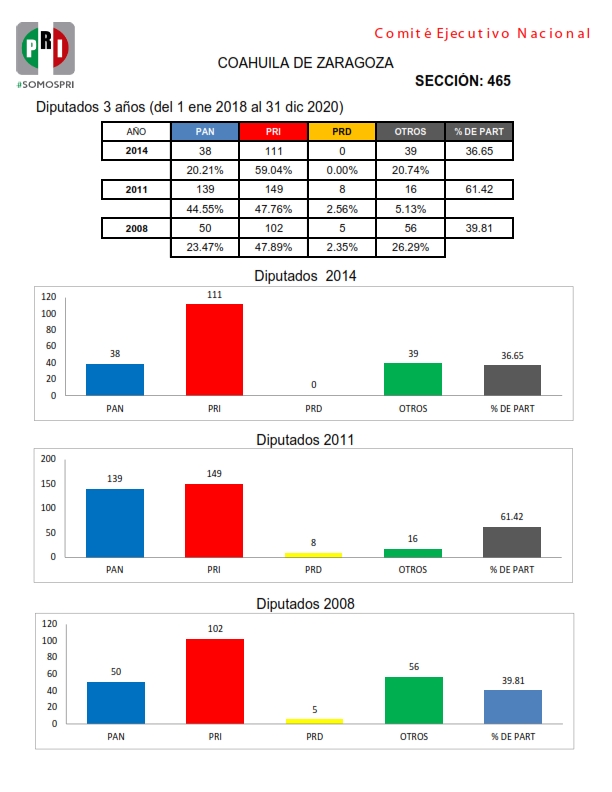 PRI
#SOMOSPRI
Comité Ejecutivo Nacional
COAHUILA DE ZARAGOZA
SECCIÓN: 465
Diputados 3 años (del 1 ene 2018 al 31 dic 2020)
AÑO PAN PRI PRD OTROS % DE PART
2014 38 111 0 39 36.65
20.21% 59.04% 0.00% 20.74%
2011 139 149 8 16 61.42
44.55% 47.76% 2.56% 5.13%
2008 50 102 5 56 39.81
23.47% 47.89% 2.35% 26.29%
Diputados 2014
120
100
80
60
40
20
0
38 111 0 39 36.65
PAN PRI PRD OTROS % DE PART
Diputados 2011
200
150
100
50
0
139 149 8 16 61.42
PAN PRI PRD OTROS % DE PART
Diputados 2008
120
100
80
60
40
20
0
50 102 5 56 39.81
PAN PRI PRD OTROS % DE PART